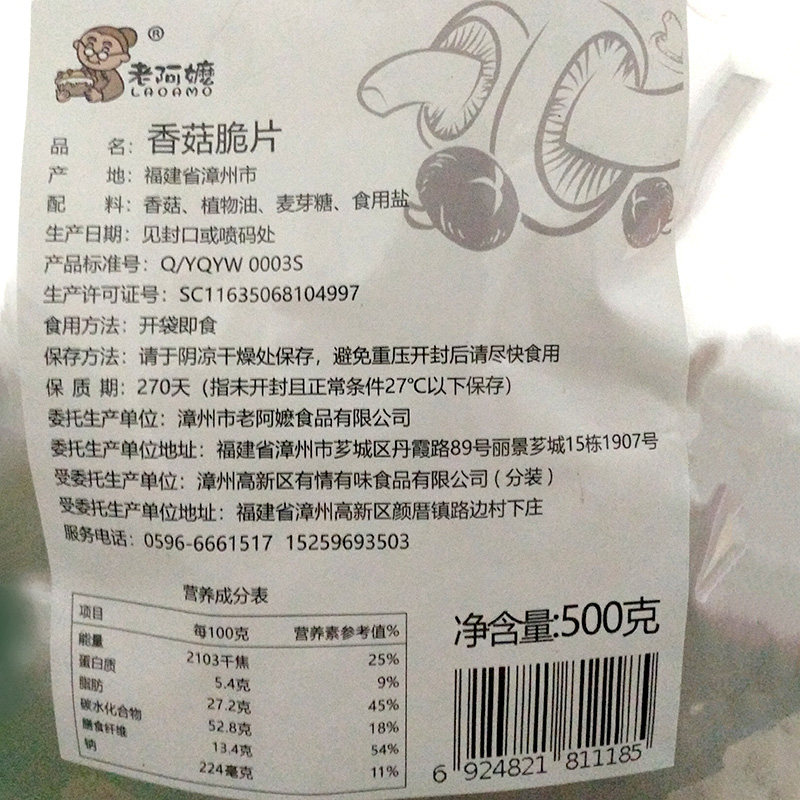 ®
老阿嬷
LAOAMO
品 名：香菇脆片
产 地：福建省漳州市
配 料：香菇、植物油、麦芽糖、食用盐
生产日期：见封口或喷码处
产品标准号：Q/YQYW 0003S
生产许可证号：SC11635068104997
食用方法：开袋即食
保存方法：请于阴凉干燥处保存，避免重压开封后请尽快食用
保 质 期：270天（指未开封且正常条件27℃以下保存）
委托生产单位：漳州市老阿嬷食品有限公司
委托生产单位地址：福建省漳州市芗城区丹霞路89号丽景芗城15栋1907号
受委托生产单位：漳州高新区有情有味食品有限公司（分装）
受委托生产单位地址：福建省漳州高新区颜厝镇路边村下庄
服务电话：0596-6661517 15259693503
营养成分表
项目 每100克 营养素参考值%
能量 2103千焦 25%
蛋白质 5.4克 9%
脂肪 27.2克 45%
碳水化合物 52.8克 18%
膳食纤维 13.4克 54%
钠 224毫克 11%
净含量:500克
6 924821 811185